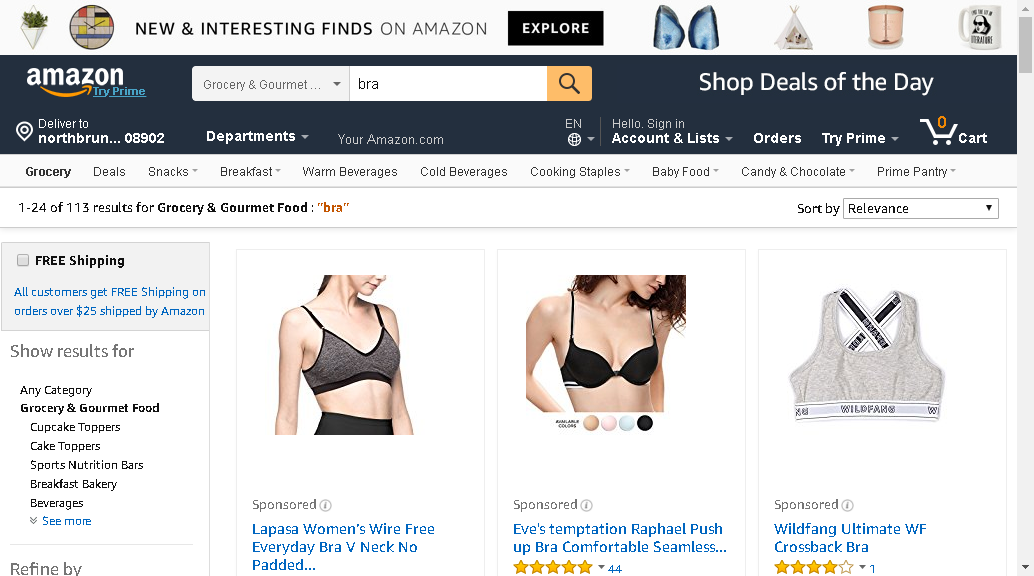 NEW & INTERESTING FINDS ON AMAZON
EXPLORE
amazon
Try Prime
Grocery & Gourmet ...
bra
Shop Deals of the Day
Deliver to
northbrun... 08902
Departments
Your Amazon.com
EN
Hello. Sign in
Account & Lists
Orders
Try Prime
0
Cart
Grocery
Deals
Snacks
Breakfast
Warm Beverages
Cold Beverages
Cooking Staples
Baby Food
Candy & Chocolate
Prime Pantry
1-24 of 113 results for Grocery & Gourmet Food : "bra"
Sort by
Relevance
FREE Shipping
All customers get FREE Shipping on
orders over $25 shipped by Amazon
Show results for
Any Category
Grocery & Gourmet Food
Cupcake Toppers
Cake Toppers
Sports Nutrition Bars
Breakfast Bakery
Beverages
See more
Refine by
Sponsored
Lapasa Women's Wire Free
Everyday Bra V Neck No
Padded...
AVAILABLE
COLORS
Sponsored
Eve's temptation Raphael Push
up Bra Comfortable Seamless...
44
WILDFANG
Sponsored
Wildfang Ultimate WF
Crossback Bra
1